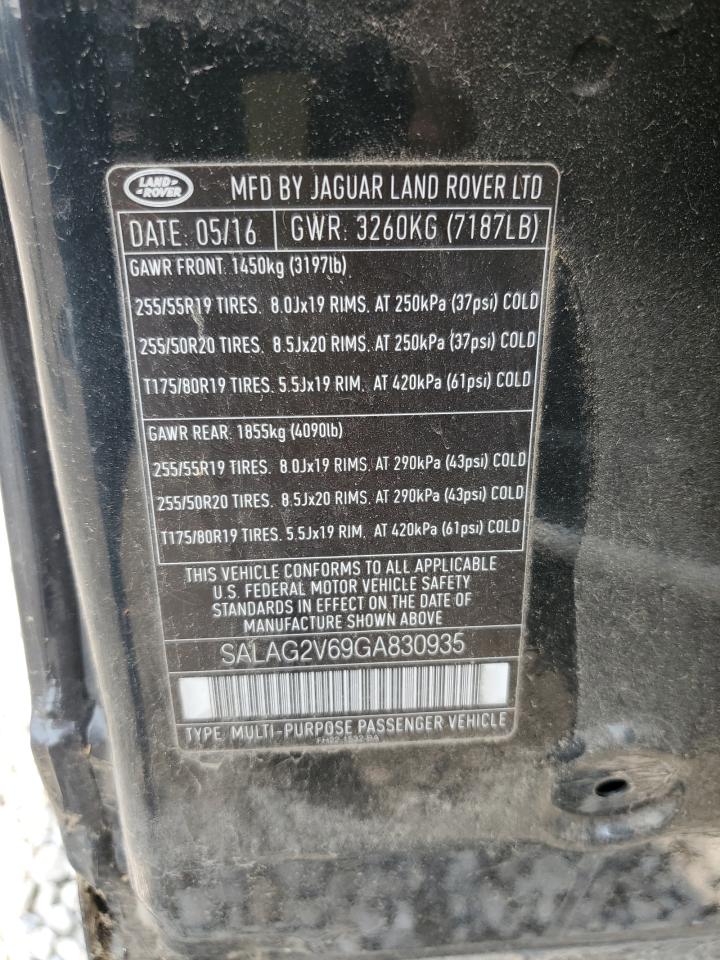 LAND ROVER MFD BY JAGUAR LAND ROVER LTD
DATE: 05/16 GWR: 3260KG (7187LB)
GAWR FRONT. 1450kg (3197lb)
255/55R19 TIRES. 8.0Jx19 RIMS. AT 250kPa (37psi) COLD
255/50R20 TIRES. 8.5Jx20 RIMS. AT 250kPa (37psi) COLD
T175/80R19 TIRES. 5.5Jx19 RIM. AT 420kPa (61psi) COLD
GAWR REAR. 1855kg (4090lb)
255/55R19 TIRES. 8.0Jx19 RIMS. AT 290kPa (43psi) COLD
255/50R20 TIRES. 8.5Jx20 RIMS. AT 290kPa (43psi) COLD
T175/80R19 TIRES. 5.5Jx19 RIM. AT 420kPa (61psi) COLD
THIS VEHICLE CONFORMS TO ALL APPLICABLE
U.S. FEDERAL MOTOR VEHICLE SAFETY
STANDARDS IN EFFECT ON THE DATE OF
MANUFACTURE SHOWN ABOVE
SALAG2V69GA830935
TYPE. MULTI-PURPOSE PASSENGER VEHICLE